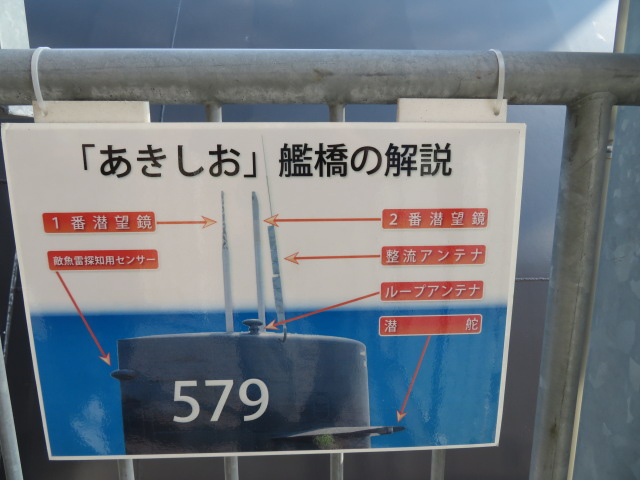 「あきしお」艦橋の解説
1番潜望鏡
2番潜望鏡
敵魚雷探知用センサー
整流アンテナ
ループアンテナ
潜舵
579